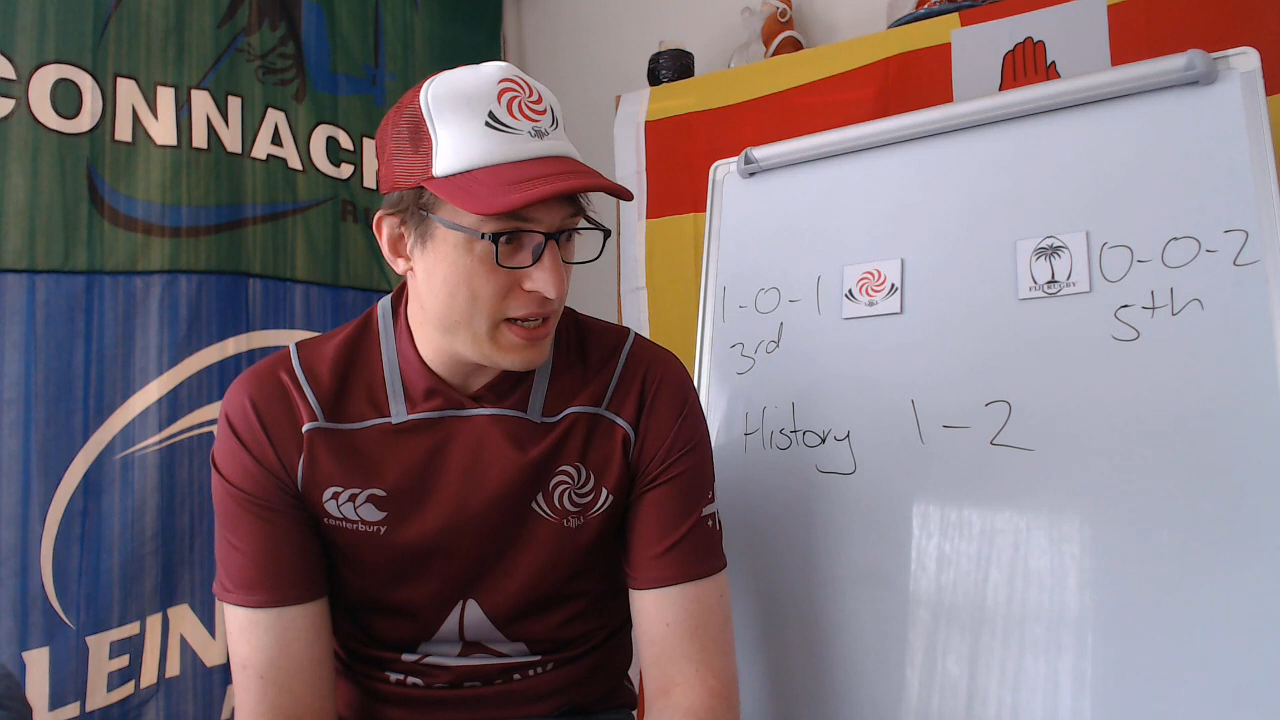 CONNACH
LEIN
1-0-1
3rd
FIJI RUGBY
0-0-2
5th
History 1-2
canterbury